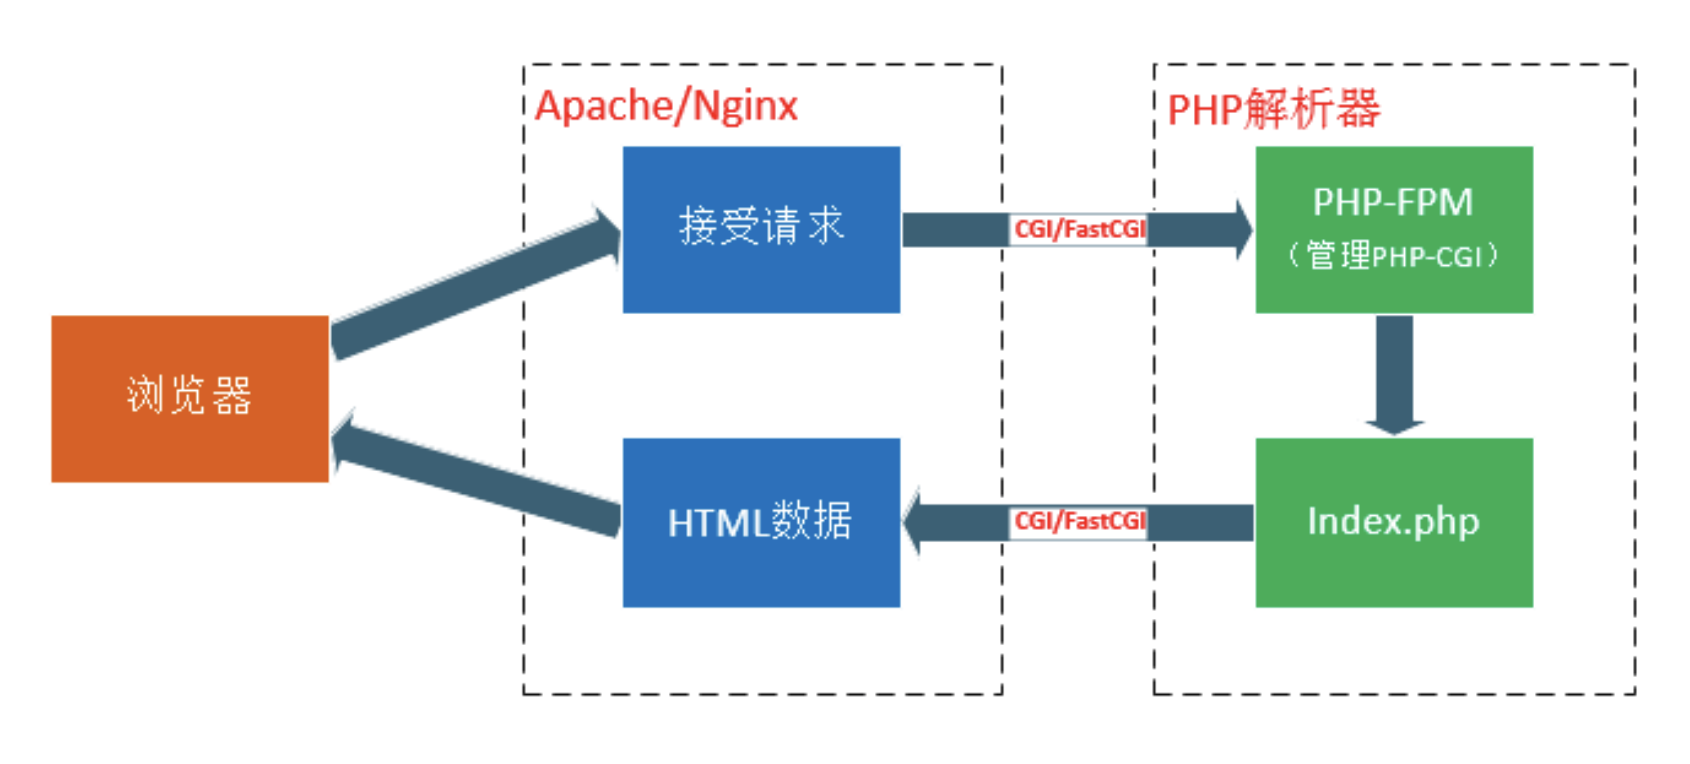 Apache/Nginx
PHP解析器
接受请求
CGI/FastCGI
PHP-FPM
（管理PHP-CGI）
浏览器
HTML数据
CGI/FastCGI
Index.php